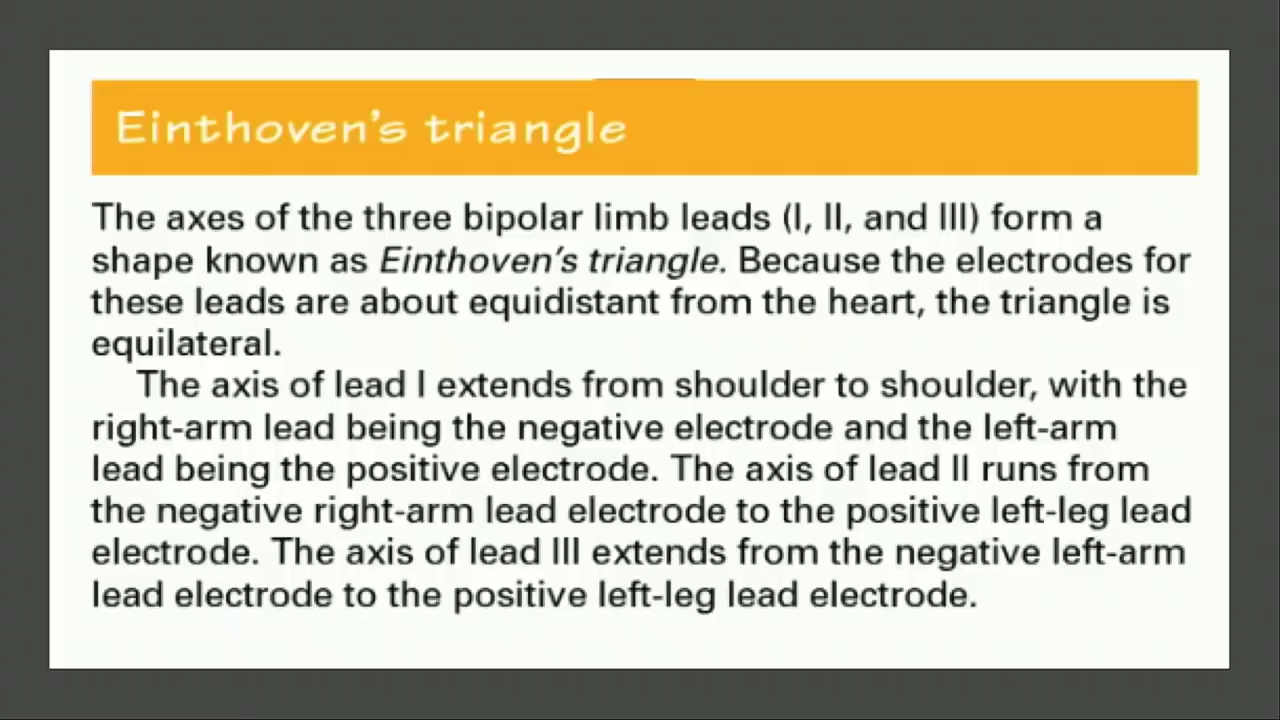 Einthoven's triangle
The axes of the three bipolar limb leads (I, II, and III) form a
shape known as Einthoven's triangle. Because the electrodes for
these leads are about equidistant from the heart, the triangle is
equilateral.
The axis of lead I extends from shoulder to shoulder, with the
right-arm lead being the negative electrode and the left-arm
lead being the positive electrode. The axis of lead II runs from
the negative right-arm lead electrode to the positive left-leg lead
electrode. The axis of lead III extends from the negative left-arm
lead electrode to the positive left-leg lead electrode.